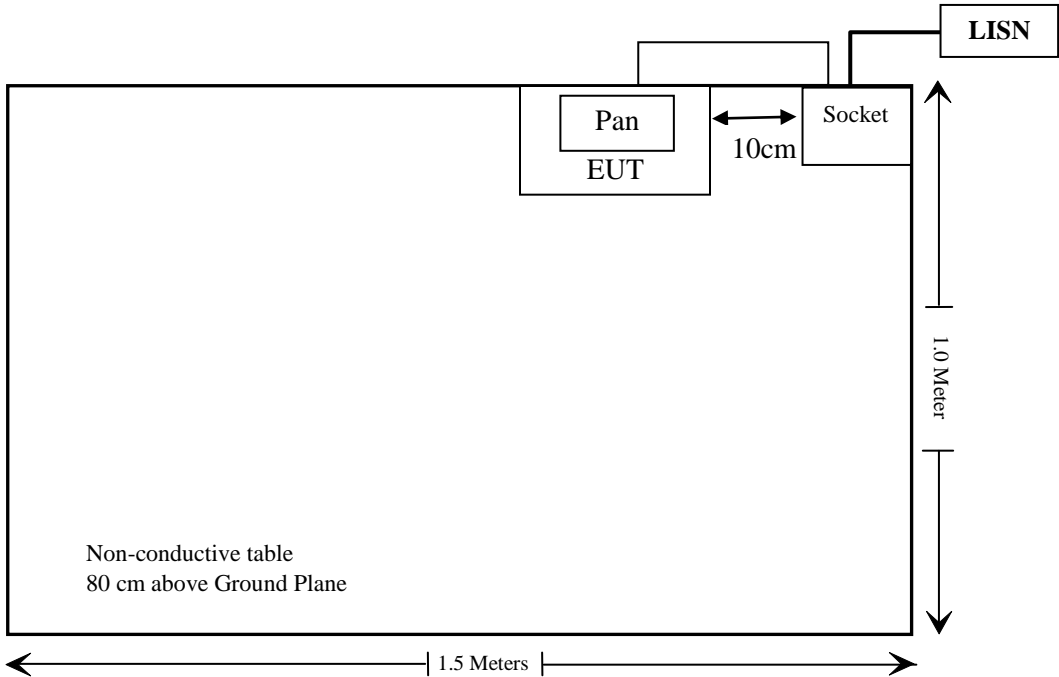 LISN
Pan
EUT
10cm
Socket
1.0 Meter
Non-conductive table
80 cm above Ground Plane
1.5 Meters